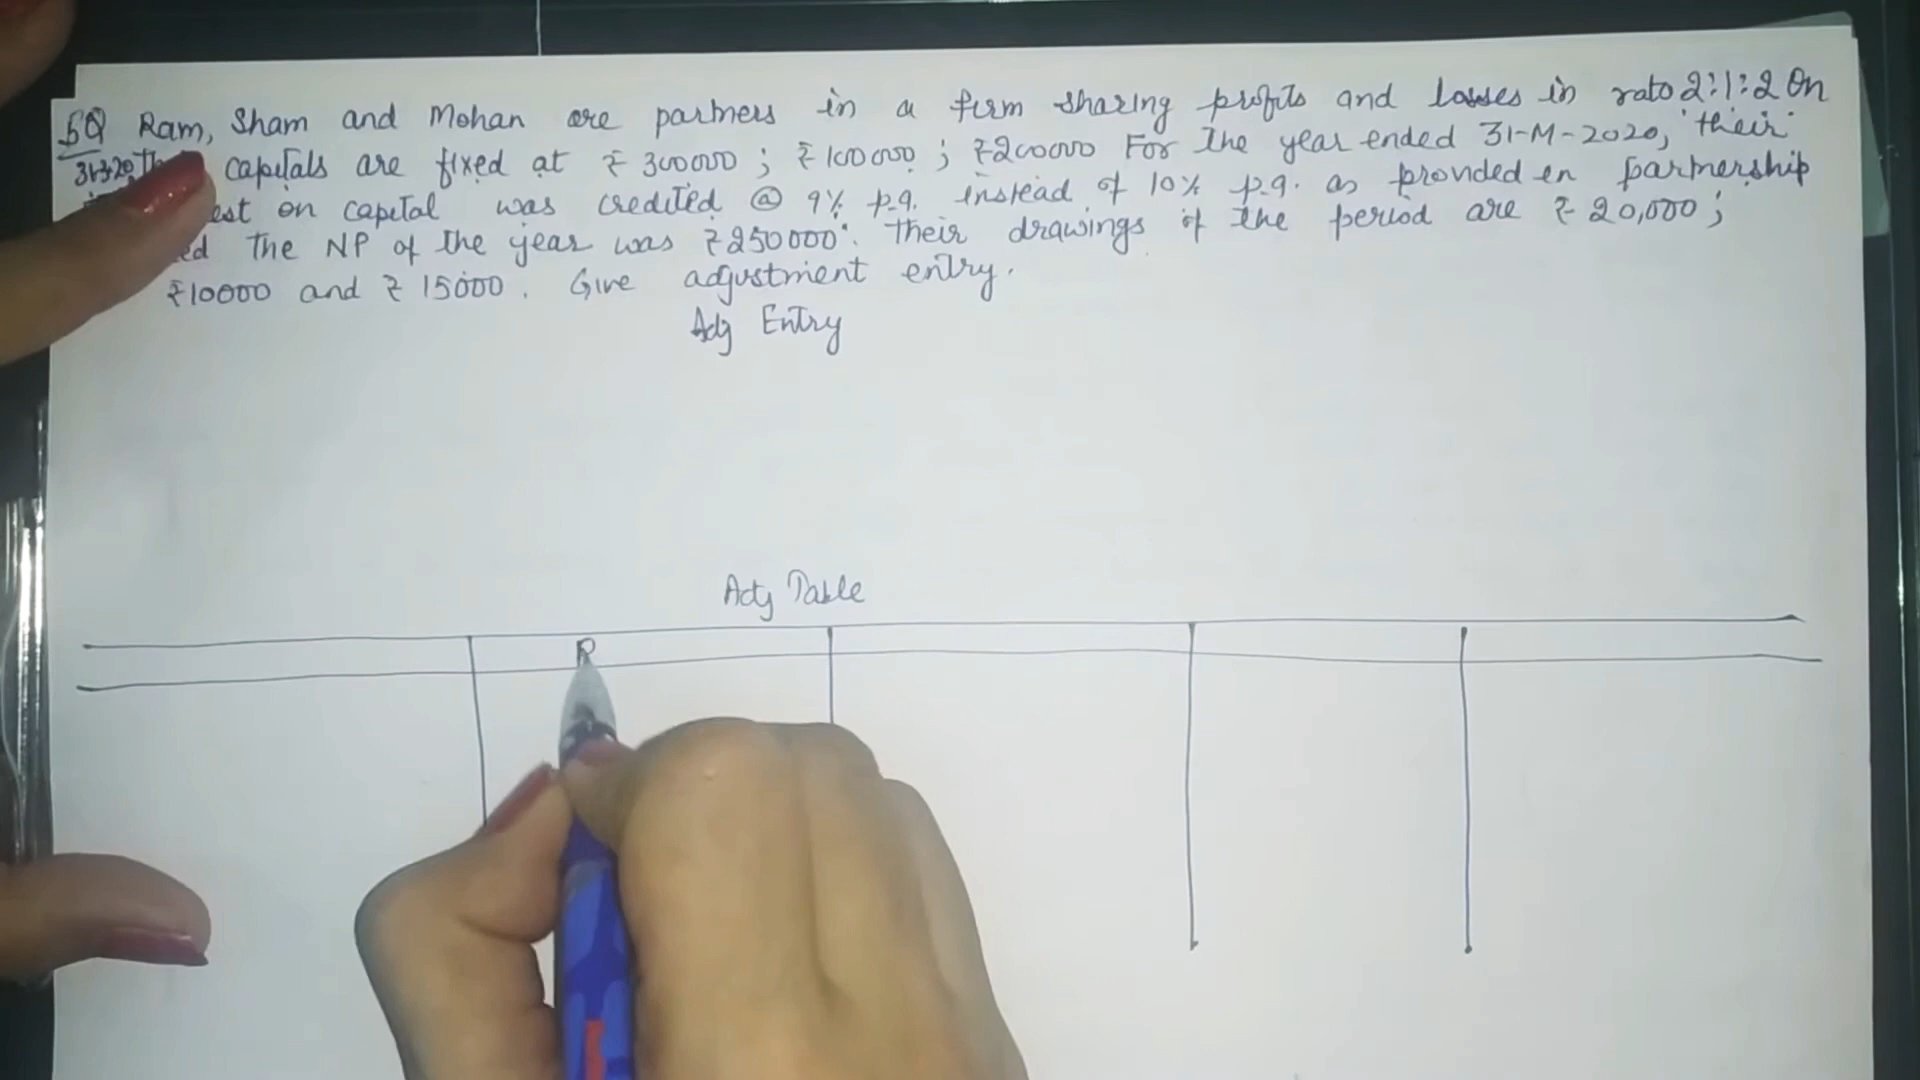 5Q Ram, Sham and Mohan are partners in a firm sharing profits and losses in rato 2:1:2 On
31-3-20 capitals are fixed at ₹ 300000 ; ₹100000 ; ₹200000 For the year ended 31-M-2020, their
est on capital was credited @ 9% p.a. instead of 10% p.a. as provided in partnership
ed The NP of the year was ₹250000. Their drawings of the period are ₹ 20,000 ;
₹10000 and ₹ 15000. Give adjustment entry.
Adj Entry
Adj Table
R